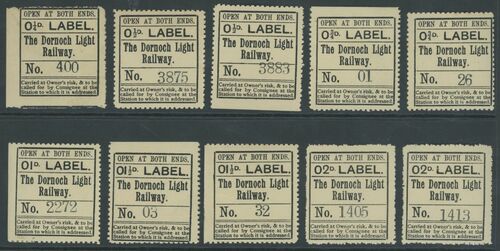 OPEN AT BOTH ENDS.
0½D. LABEL.
The Dornoch Light
Railway.
No. 400
Carried at Owner's risk, & to be
called for by Consignee at the
Station to which it is addressed.
OPEN AT BOTH ENDS.
0½D. LABEL.
The Dornoch Light
Railway.
No. 3875
Carried at Owner's risk, & to be
called for by Consignee at the
Station to which it is addressed.
OPEN AT BOTH ENDS.
0½D. LABEL.
The Dornoch Light
Railway.
No. 3883
Carried at Owner's risk, & to be
called for by Consignee at the
Station to which it is addressed.
OPEN AT BOTH ENDS.
0¾D. LABEL.
The Dornoch Light
Railway.
No. 01
Carried at Owner's risk, & to be
called for by Consignee at the
Station to which it is addressed.
OPEN AT BOTH ENDS.
0¾D. LABEL.
The Dornoch Light
Railway.
No. 26
Carried at Owner's risk, & to be
called for by Consignee at the
Station to which it is addressed.
OPEN AT BOTH ENDS.
01D. LABEL.
The Dornoch Light
Railway.
No. 2272
Carried at Owner's risk, & to be
called for by Consignee at the
Station to which it is addressed.
OPEN AT BOTH ENDS.
01½D. LABEL.
The Dornoch Light
Railway.
No. 03
Carried at Owner's risk, & to be
called for by Consignee at the
Station to which it is addressed.
OPEN AT BOTH ENDS.
01½D. LABEL.
The Dornoch Light
Railway.
No. 32
Carried at Owner's risk, & to be
called for by Consignee at the
Station to which it is addressed.
OPEN AT BOTH ENDS.
02D. LABEL.
The Dornoch Light
Railway.
No. 1405
Carried at Owner's risk, & to be
called for by Consignee at the
Station to which it is addressed.
OPEN AT BOTH ENDS.
02D. LABEL.
The Dornoch Light
Railway.
No. 1413
Carried at Owner's risk, & to be
called for by Consignee at the
Station to which it is addressed.